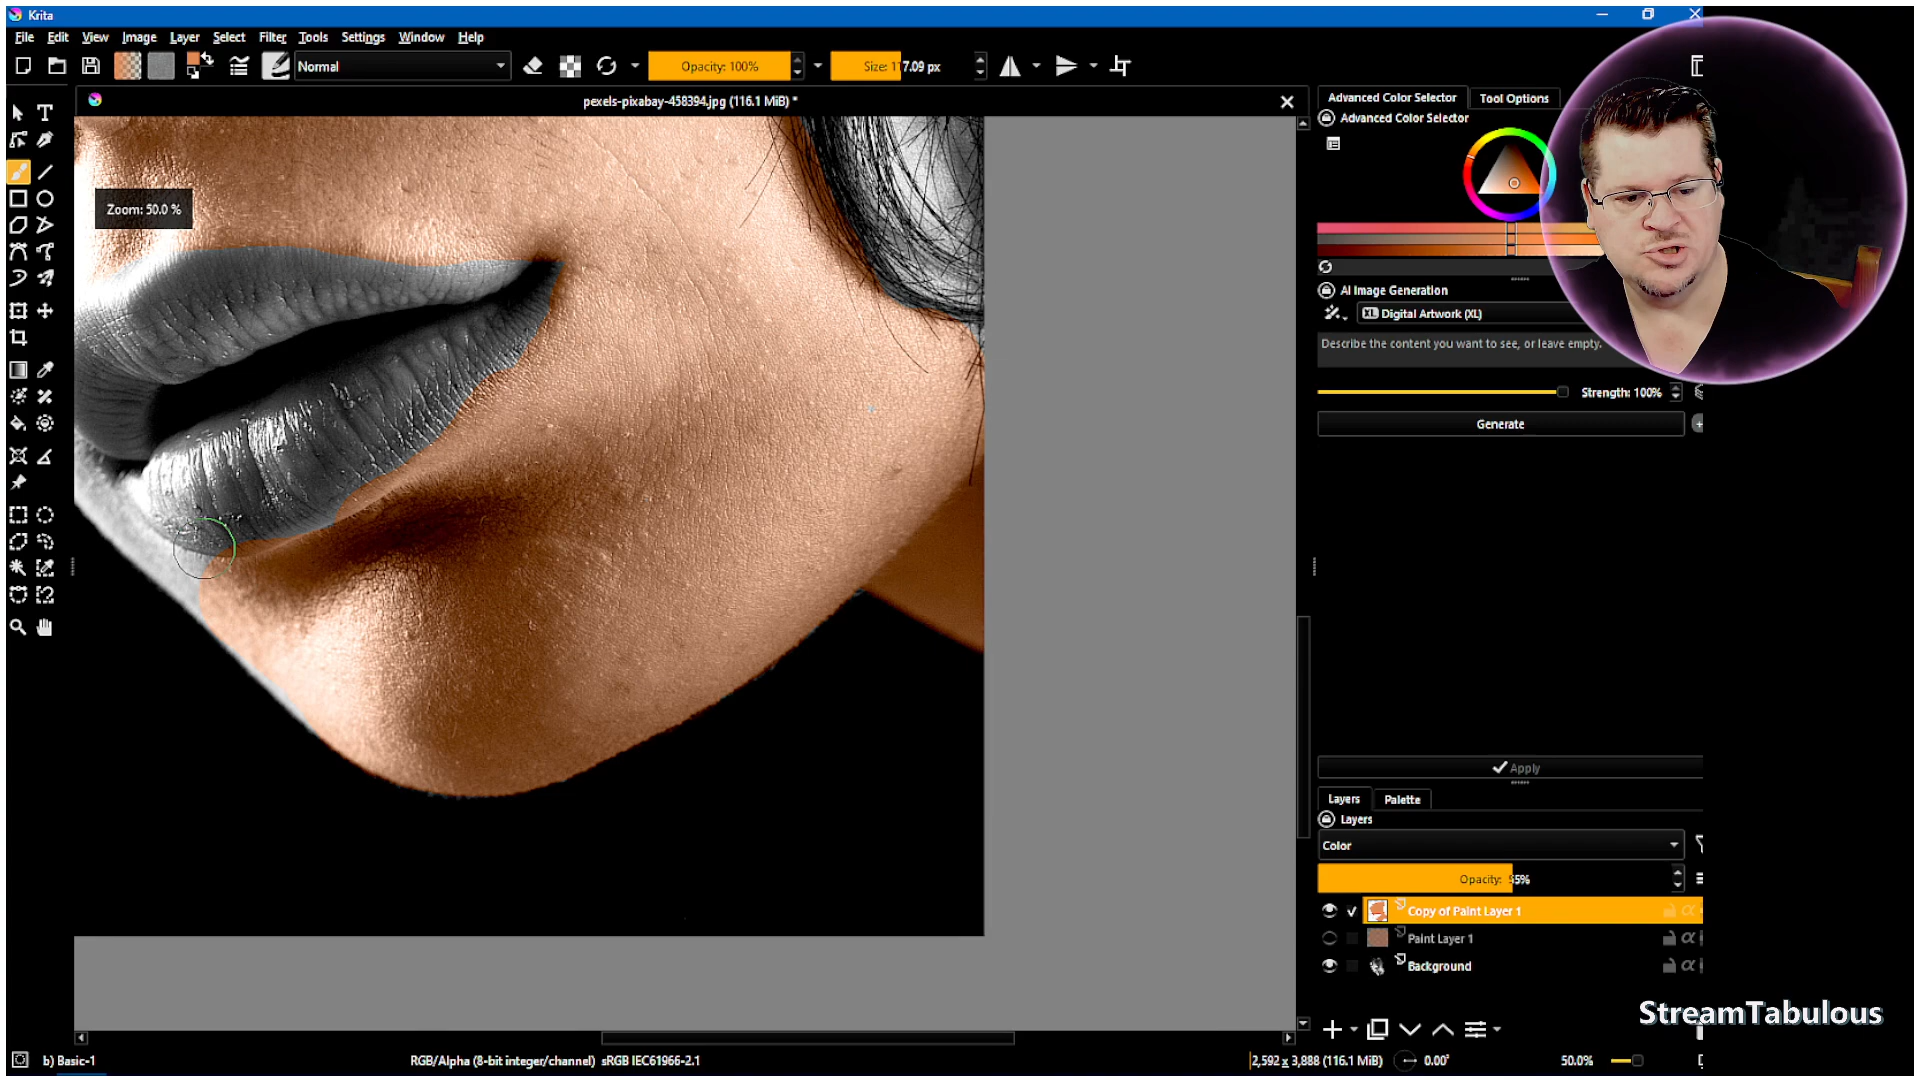 Krita
File Edit View Image Layer Select Filter Tools Settings Window Help
Normal
Opacity: 100%
Size: 117.09 px
pexels-pixabay-458394.jpg (116.1 MiB) *
Advanced Color Selector
Tool Options
Advanced Color Selector
Zoom: 50.0 %
AI Image Generation
XL Digital Artwork (XL)
Describe the content you want to see, or leave empty.
Strength: 100%
Generate
Apply
Layers
Palette
Layers
Color
Opacity: 55%
Copy of Paint Layer 1
Paint Layer 1
Background
StreamTabulous
b) Basic-1
RGB/Alpha (8-bit integer/channel) sRGB IEC61966-2.1
2,592 x 3,888 (116.1 MiB)
0.00°
50.0%